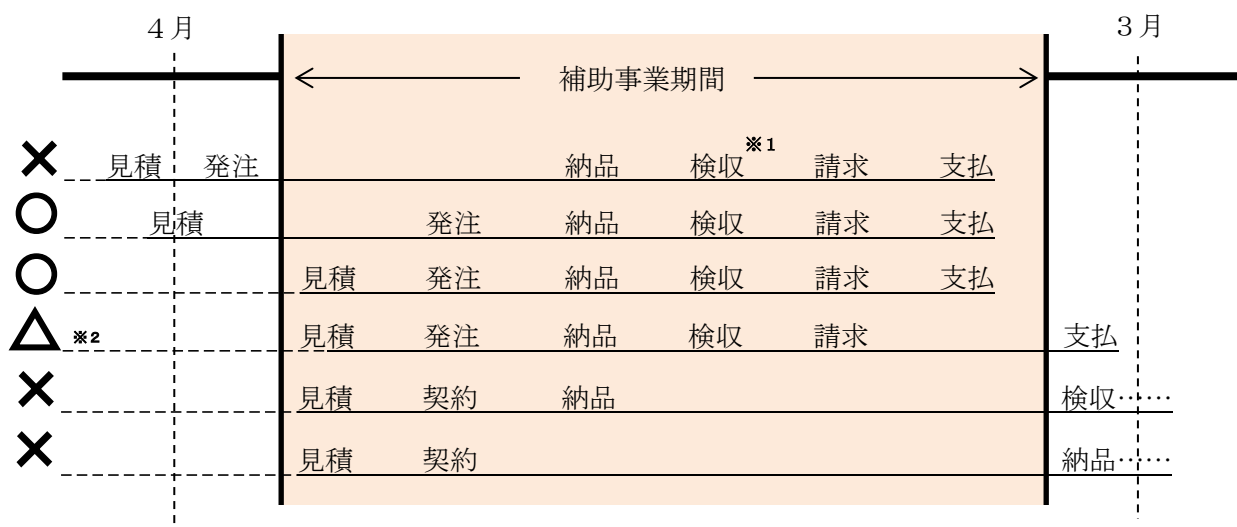 4月 3月
補助事業期間
× 見積 発注 納品 検収※1 請求 支払
○ 見積 発注 納品 検収 請求 支払
○ 見積 発注 納品 検収 請求 支払
△ ※2 見積 発注 納品 検収 請求 支払
× 見積 契約 納品 検収……
× 見積 契約 納品……